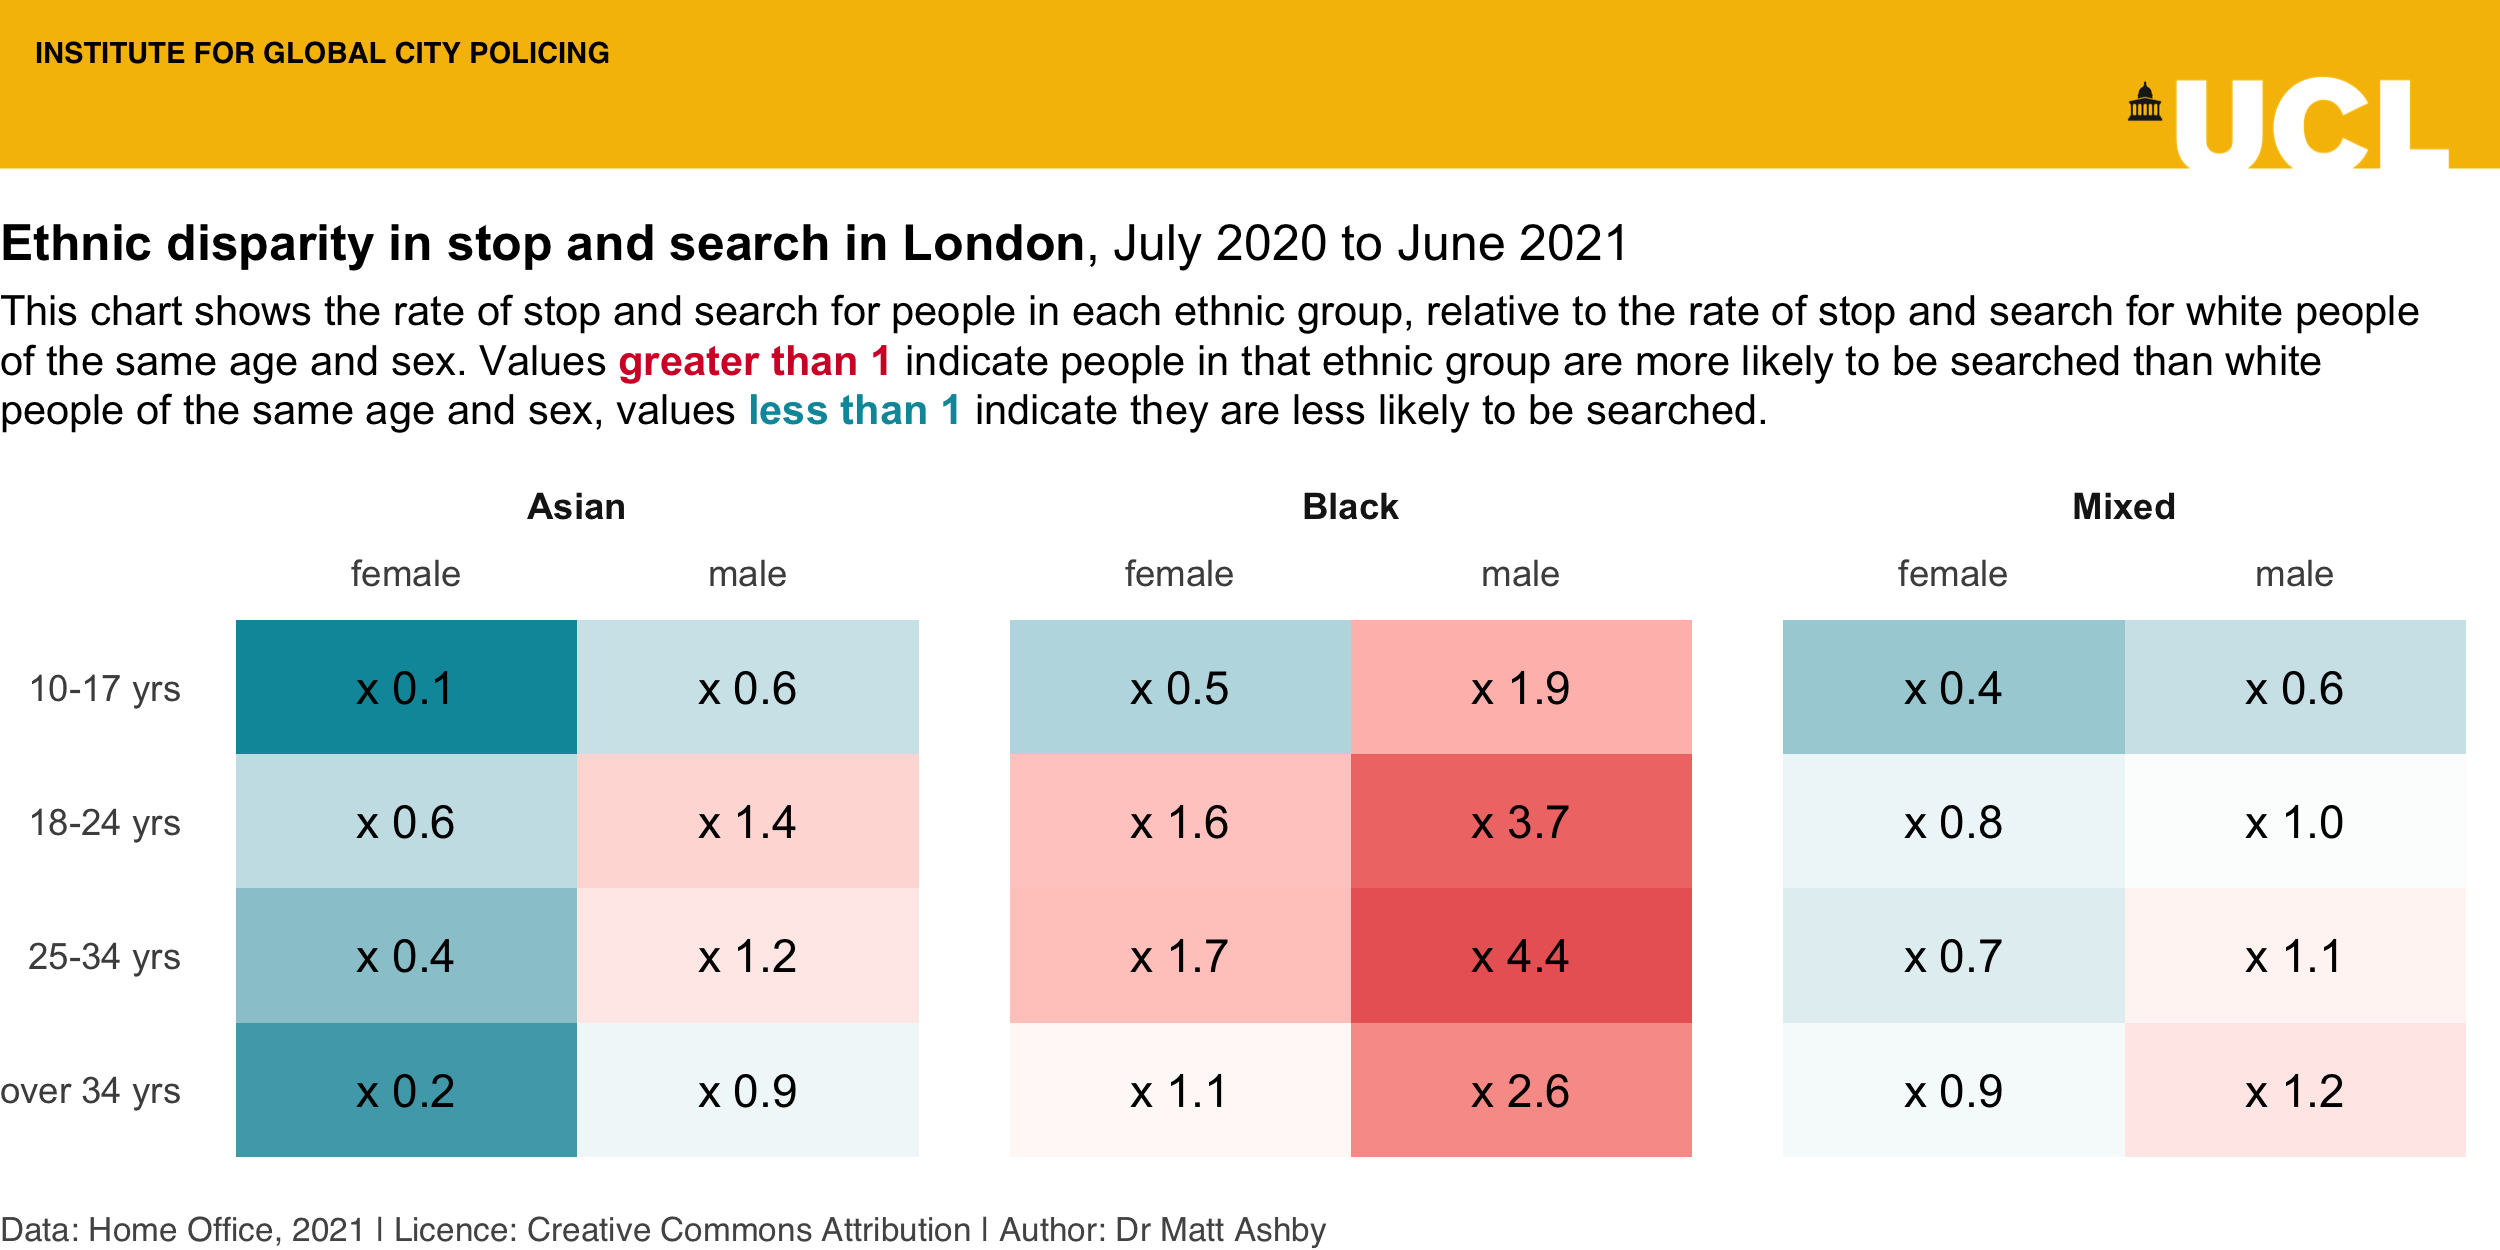 INSTITUTE FOR GLOBAL CITY POLICING
UCL
Ethnic disparity in stop and search in London, July 2020 to June 2021
This chart shows the rate of stop and search for people in each ethnic group, relative to the rate of stop and search for white people
of the same age and sex. Values greater than 1 indicate people in that ethnic group are more likely to be searched than white
people of the same age and sex, values less than 1 indicate they are less likely to be searched.
Asian Black Mixed
female male female male female male
10-17 yrs x 0.1 x 0.6 x 0.5 x 1.9 x 0.4 x 0.6
18-24 yrs x 0.6 x 1.4 x 1.6 x 3.7 x 0.8 x 1.0
25-34 yrs x 0.4 x 1.2 x 1.7 x 4.4 x 0.7 x 1.1
over 34 yrs x 0.2 x 0.9 x 1.1 x 2.6 x 0.9 x 1.2
Data: Home Office, 2021 | Licence: Creative Commons Attribution | Author: Dr Matt Ashby